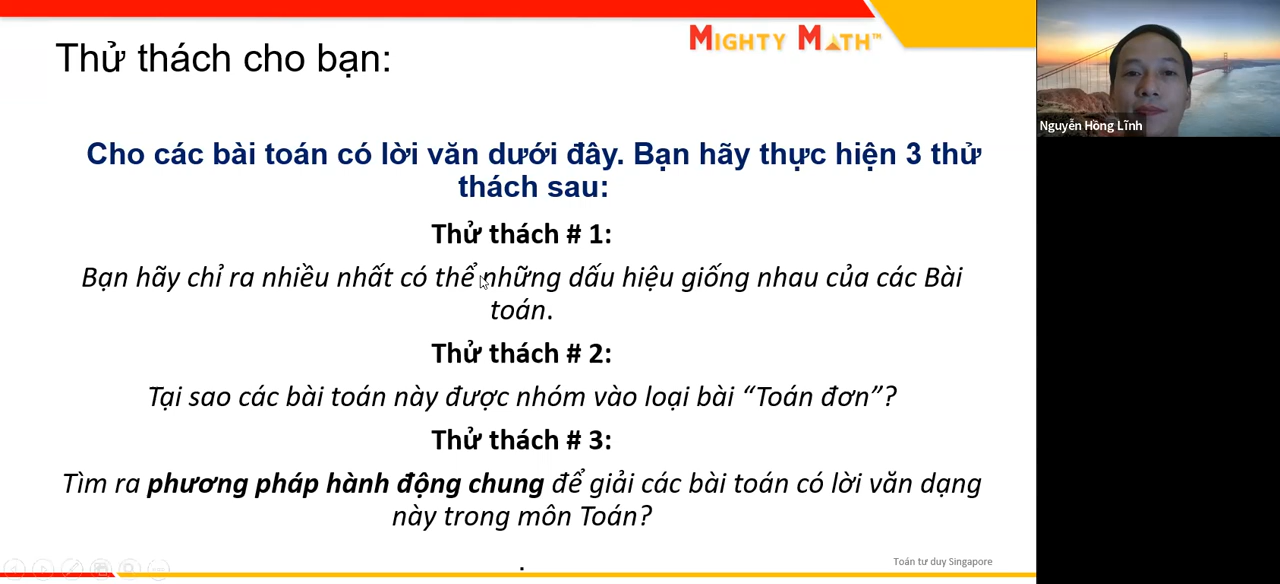 MIGHTY MATH™
Thử thách cho bạn:
Nguyễn Hồng Lĩnh
Cho các bài toán có lời văn dưới đây. Bạn hãy thực hiện 3 thử
thách sau:
Thử thách # 1:
Bạn hãy chỉ ra nhiều nhất có thể những dấu hiệu giống nhau của các Bài
toán.
Thử thách # 2:
Tại sao các bài toán này được nhóm vào loại bài “Toán đơn”?
Thử thách # 3:
Tìm ra phương pháp hành động chung để giải các bài toán có lời văn dạng
này trong môn Toán?
.
Toán tư duy Singapore